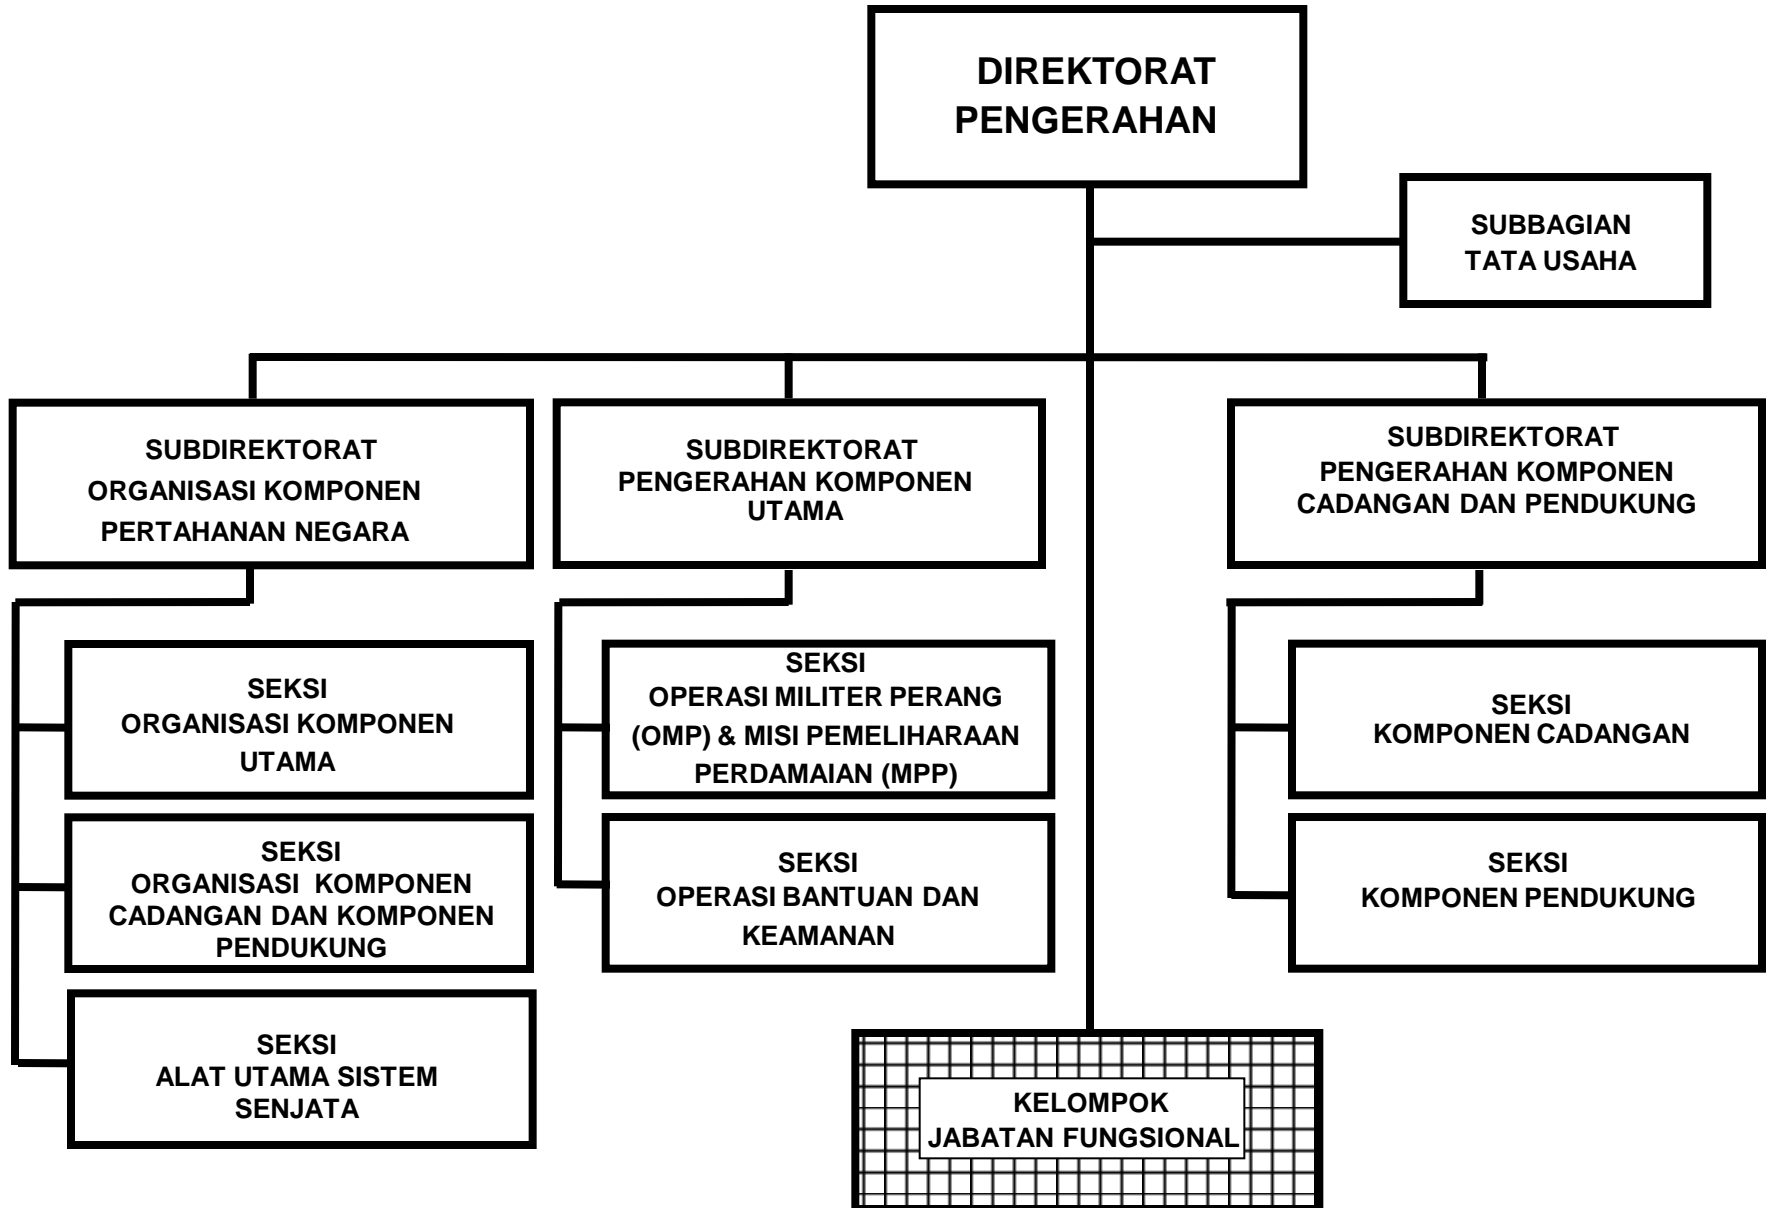 DIREKTORAT
PENGERAHAN
SUBBAGIAN
TATA USAHA
SUBDIREKTORAT
ORGANISASI KOMPONEN
PERTAHANAN NEGARA
SUBDIREKTORAT
PENGERAHAN KOMPONEN
UTAMA
SUBDIREKTORAT
PENGERAHAN KOMPONEN
CADANGAN DAN PENDUKUNG
SEKSI
ORGANISASI KOMPONEN
UTAMA
SEKSI
ORGANISASI KOMPONEN
CADANGAN DAN KOMPONEN
PENDUKUNG
SEKSI
ALAT UTAMA SISTEM
SENJATA
SEKSI
OPERASI MILITER PERANG
(OMP) & MISI PEMELIHARAAN
PERDAMAIAN (MPP)
SEKSI
OPERASI BANTUAN DAN
KEAMANAN
SEKSI
KOMPONEN CADANGAN
SEKSI
KOMPONEN PENDUKUNG
KELOMPOK
JABATAN FUNGSIONAL